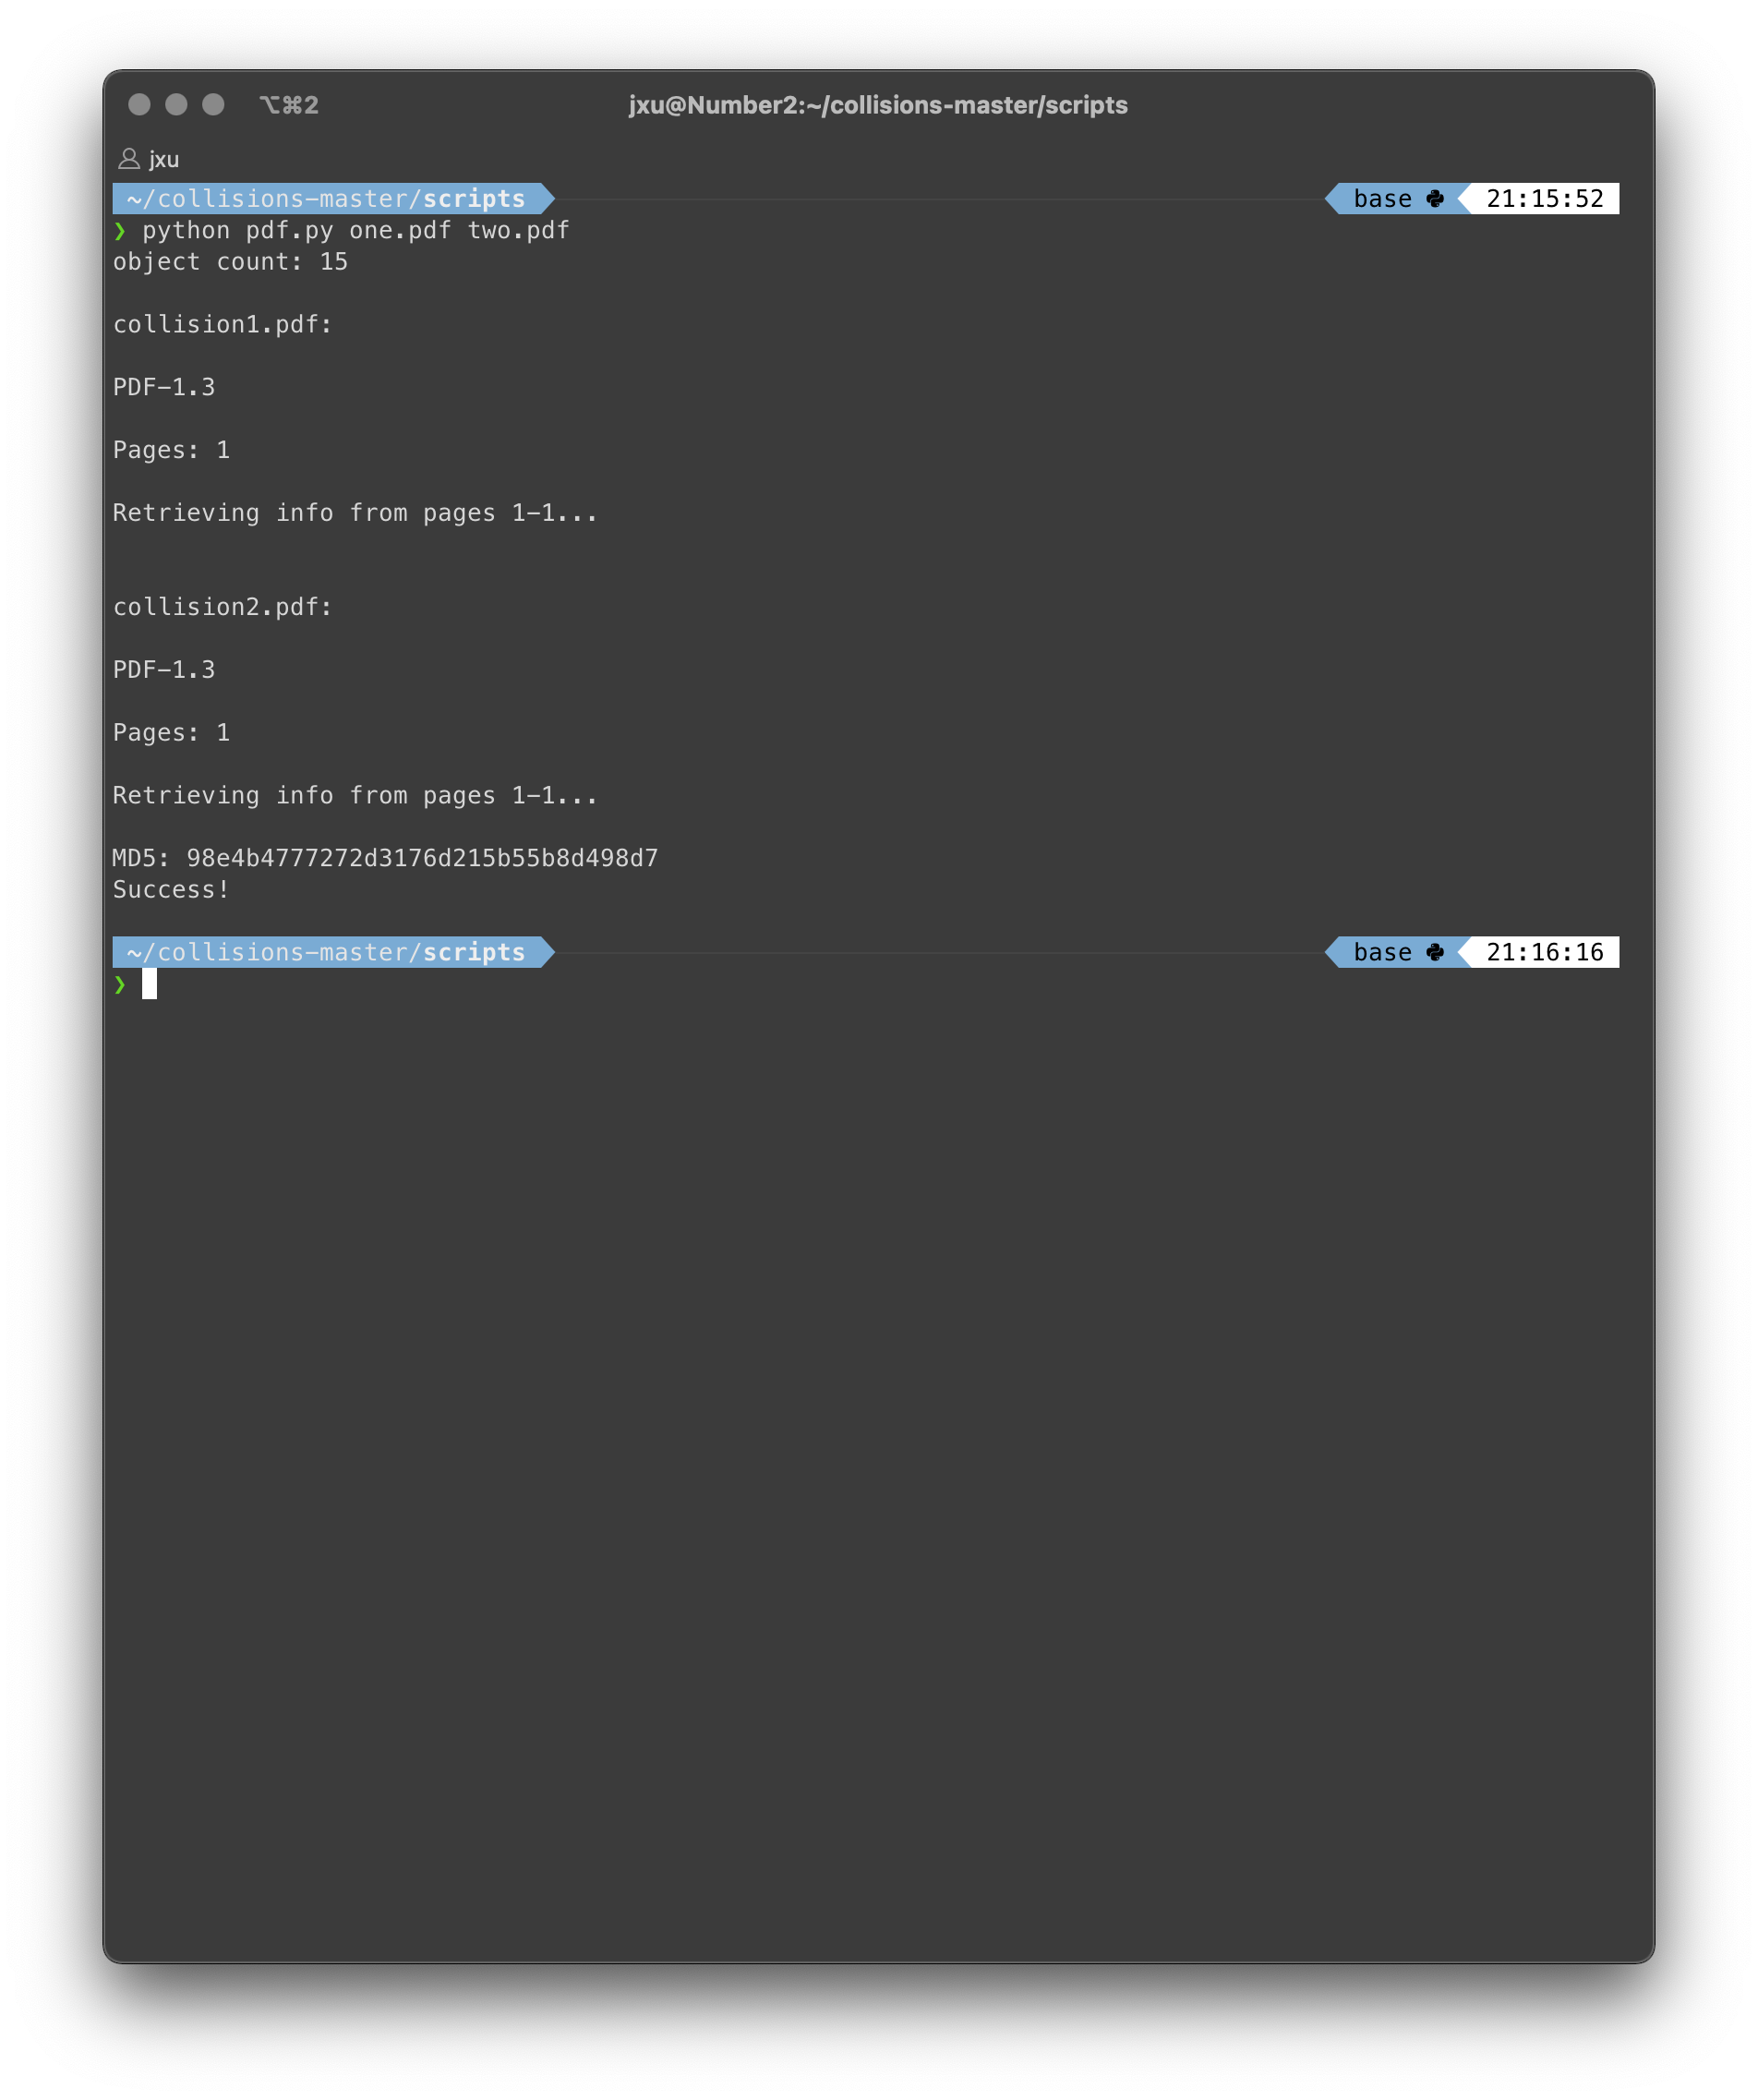 ⌥⌘2 jxu@Number2:~/collisions-master/scripts
jxu
~/collisions-master/scripts base 21:15:52
❯ python pdf.py one.pdf two.pdf
object count: 15
collision1.pdf:
PDF-1.3
Pages: 1
Retrieving info from pages 1-1...
collision2.pdf:
PDF-1.3
Pages: 1
Retrieving info from pages 1-1...
MD5: 98e4b4777272d3176d215b55b8d498d7
Success!
~/collisions-master/scripts base 21:16:16
❯